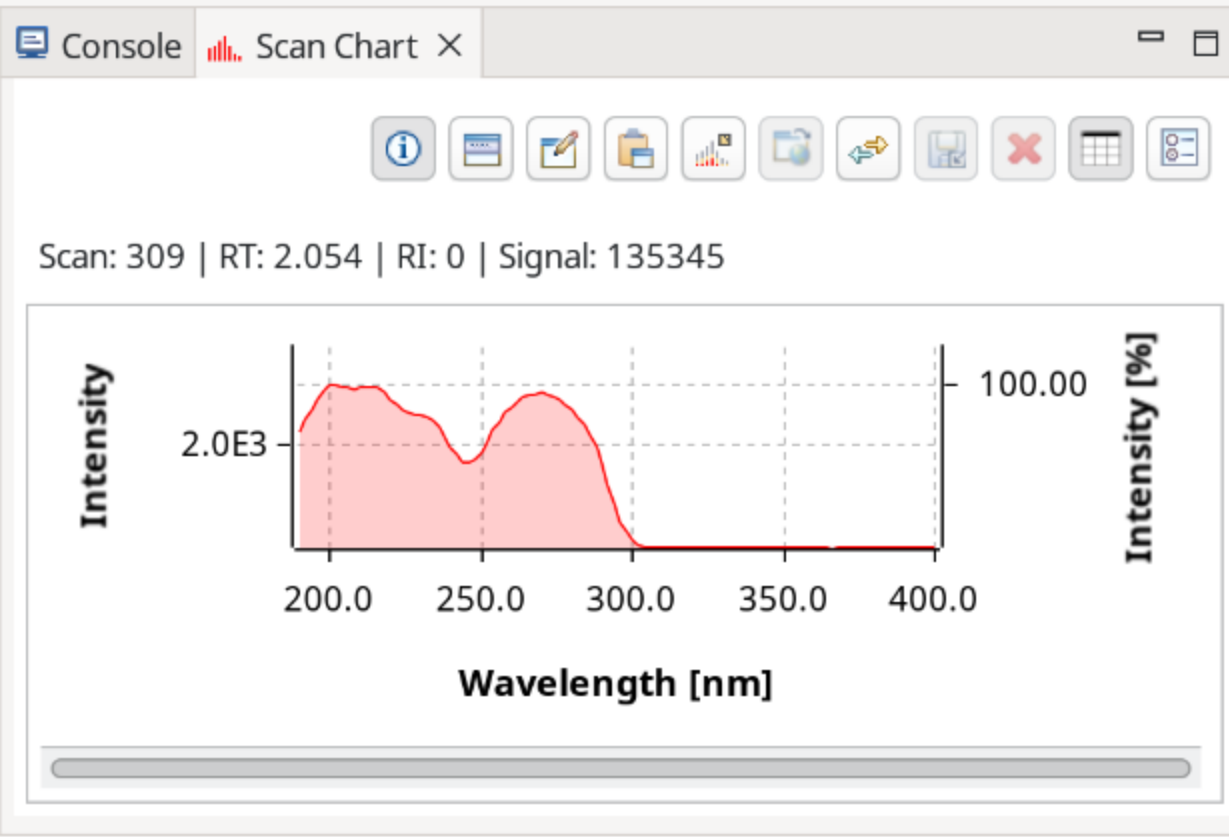 Console Scan Chart
Scan: 309 | RT: 2.054 | RI: 0 | Signal: 135345
Intensity
2.0E3
100.00
Intensity [%]
200.0 250.0 300.0 350.0 400.0
Wavelength [nm]